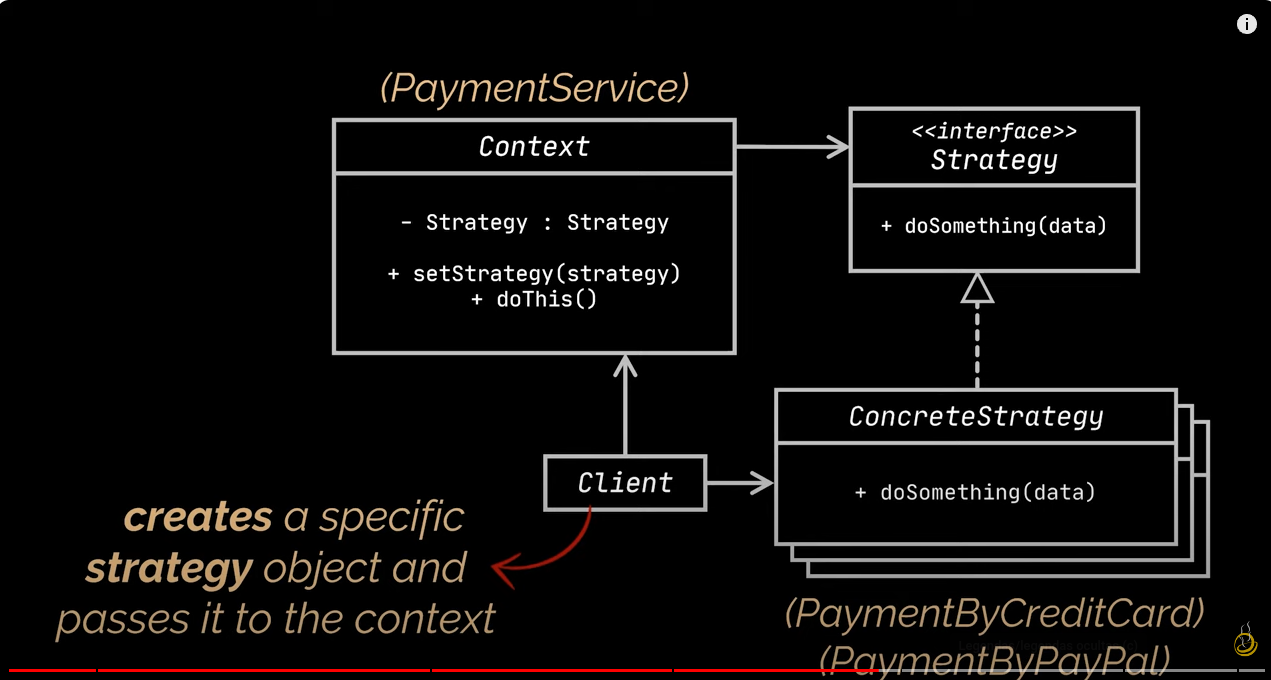 (PaymentService)
Context
- Strategy : Strategy
+ setStrategy(strategy)
+ doThis()
<<interface>>
Strategy
+ doSomething(data)
ConcreteStrategy
+ doSomething(data)
Client
creates a specific
strategy object and
passes it to the context
(PaymentByCreditCard)
(PaymentByPayPal)